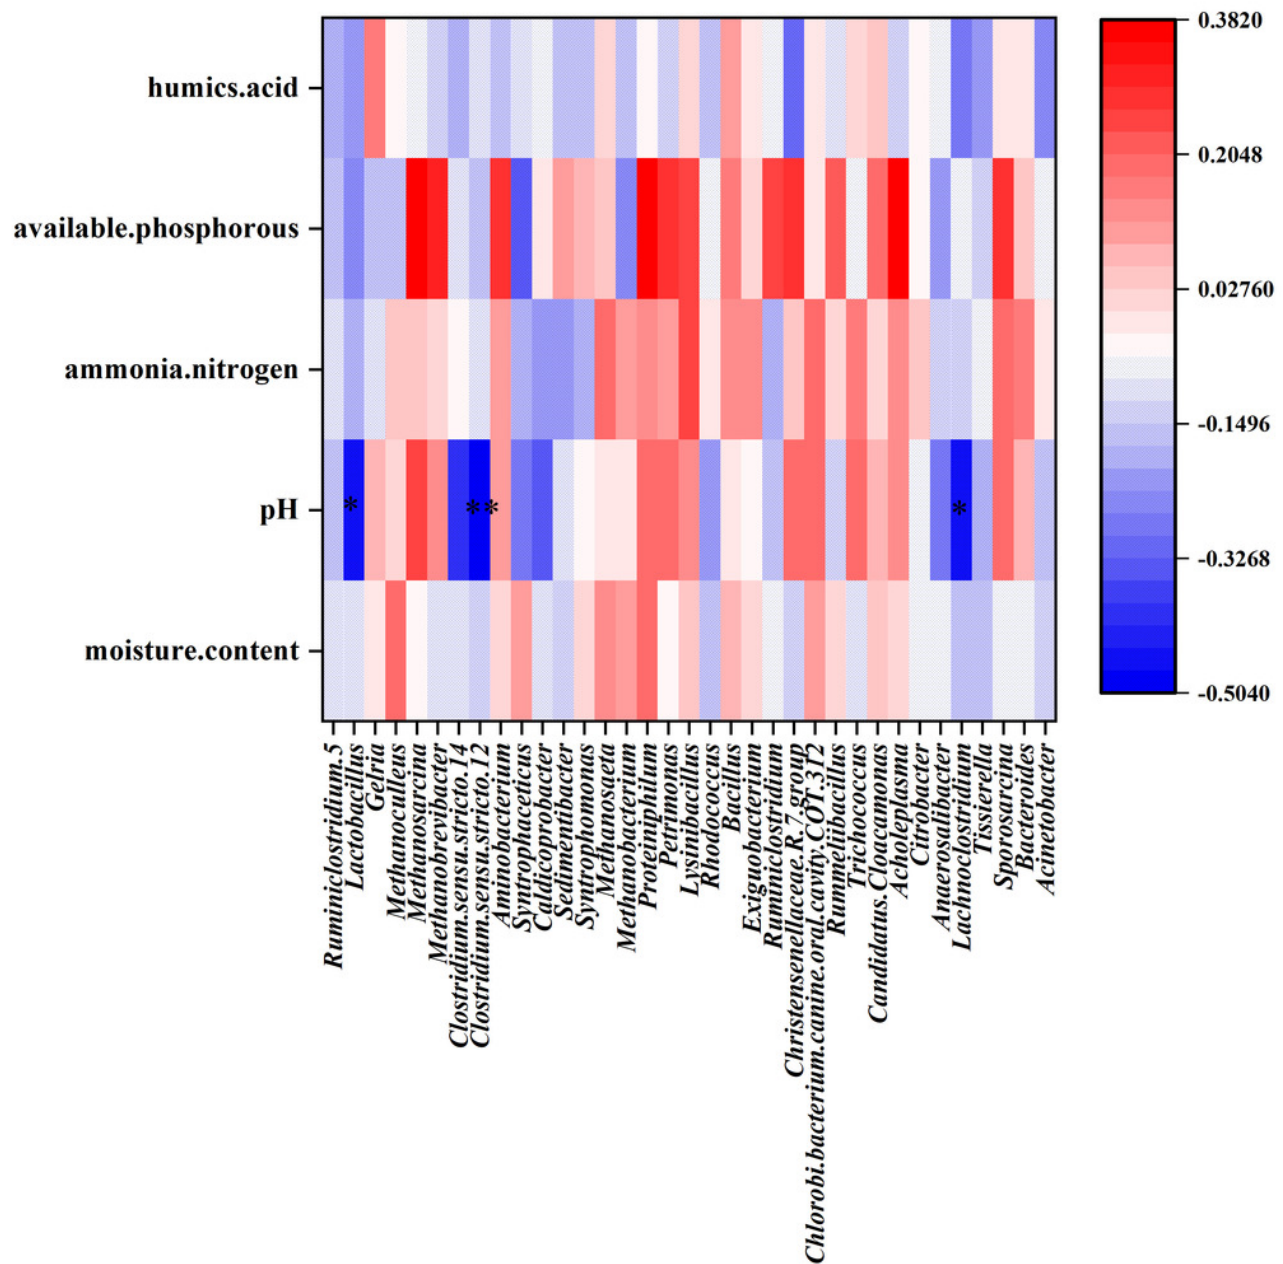 humics.acid
available.phosphorous
ammonia.nitrogen
pH
moisture.content
*
**
*
0.3820
0.2048
0.02760
-0.1496
-0.3268
-0.5040
Ruminiclostridium.5
Lactobacillus
Gelria
Methanoculleus
Methanosarcina
Methanobrevibacter
Clostridium.sensu.stricto.14
Clostridium.sensu.stricto.12
Aminobacterium
Syntrophaceticus
Caldicoprobacter
Sedimentibacter
Syntrophomonas
Methanosaeta
Methanobacterium
Proteiniphilum
Petrimonas
Lysinibacillus
Rhodococcus
Bacillus
Exiguobacterium
Ruminiclostridium
Christensenellaceae.R.7.group
Chlorobi.bacterium.canine.oral.cavity.COT.312
Rummeliibacillus
Trichococcus
Candidatus.Cloacamonas
Acholeplasma
Citrobacter
Anaerosalibacter
Lachnoclostridium
Tissierella
Sporosarcina
Bacteroides
Acinetobacter